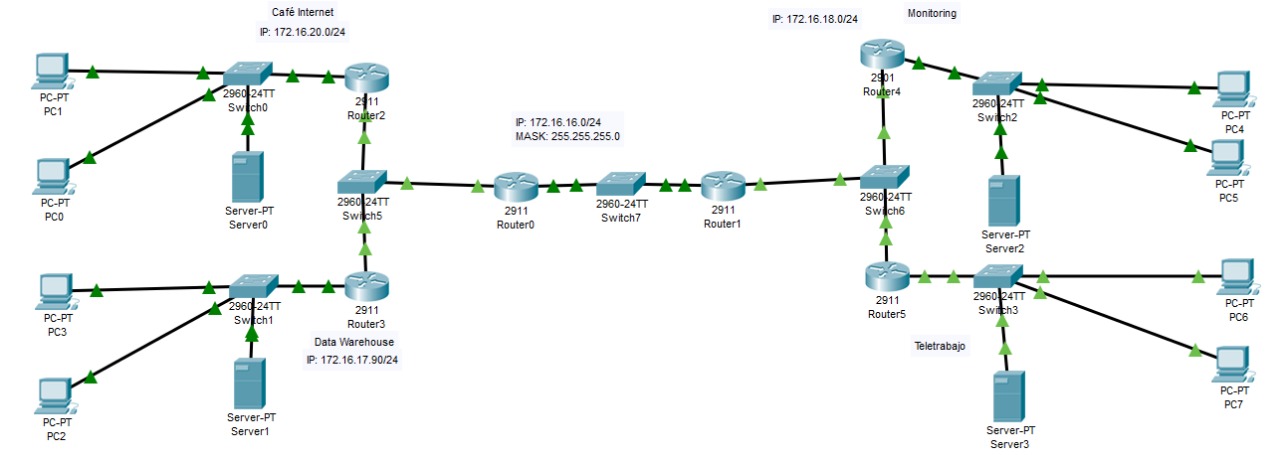 Café Internet
IP: 172.16.20.0/24
IP: 172.16.18.0/24
Monitoring
PC-PT
PC1
2960-24TT
Switch0
2911
Router2
2901
Router4
2960-24TT
Switch2
PC-PT
PC4
IP: 172.16.16.0/24
MASK: 255.255.255.0
PC-PT
PC0
Server-PT
Server0
2960-24TT
Switch5
2911
Router0
2960-24TT
Switch7
2911
Router1
2960-24TT
Switch6
PC-PT
PC5
Server-PT
Server2
PC-PT
PC3
2960-24TT
Switch1
2911
Router3
2911
Router5
2960-24TT
Switch3
PC-PT
PC6
Data Warehouse
IP: 172.16.17.90/24
Teletrabajo
PC-PT
PC2
Server-PT
Server1
Server-PT
Server3
PC-PT
PC7